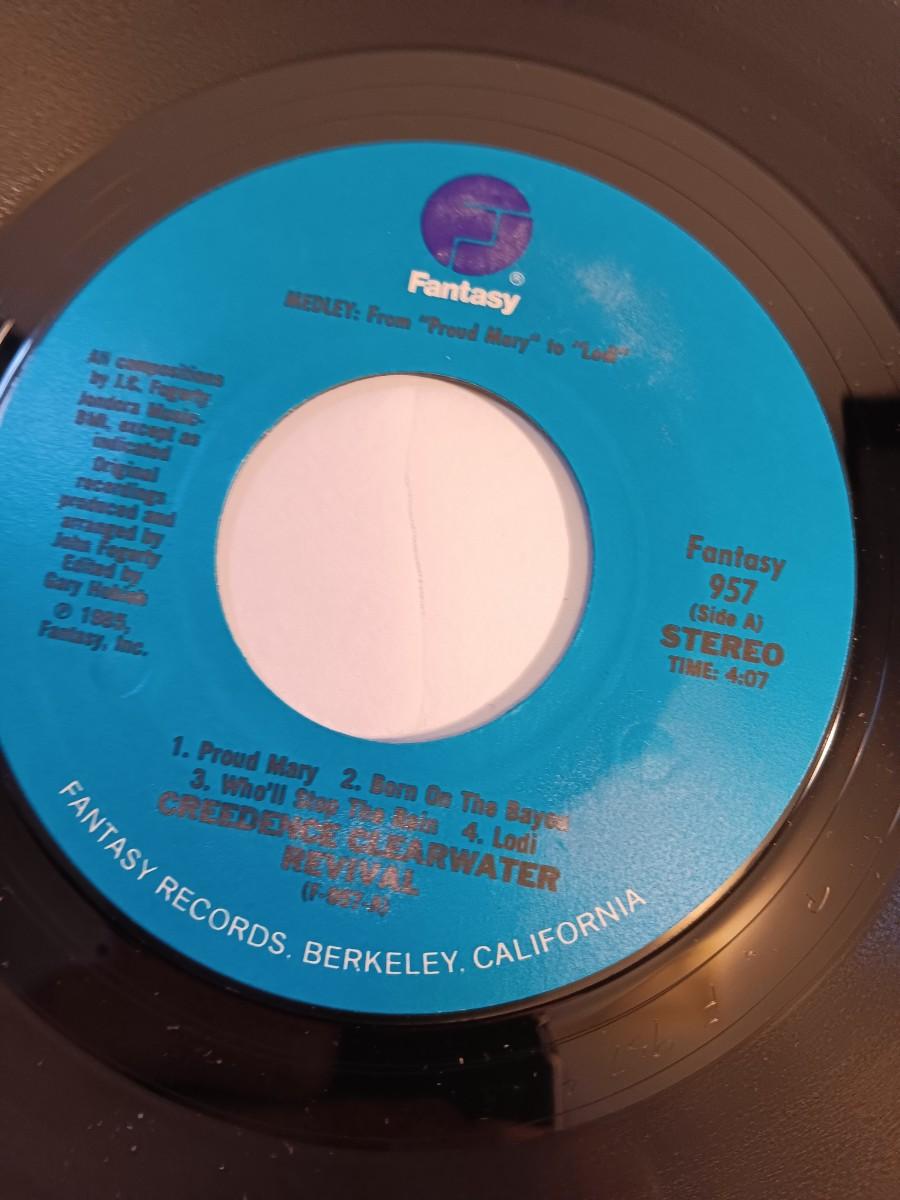 Fantasy®
MEDLEY: From "Proud Mary" to "Lodi"
All compositions
by J.C. Fogerty
Jondora Music-
BMI, except as
indicated
Original
recordings
produced and
arranged by
John Fogerty
Edited by
Gary Hobish
℗ 1985,
Fantasy, Inc.
Fantasy
957
(Side A)
STEREO
TIME: 4:07
1. Proud Mary 2. Born On The Bayou
3. Who'll Stop The Rain 4. Lodi
CREEDENCE CLEARWATER
REVIVAL
(F-957-A)
FANTASY RECORDS. BERKELEY. CALIFORNIA